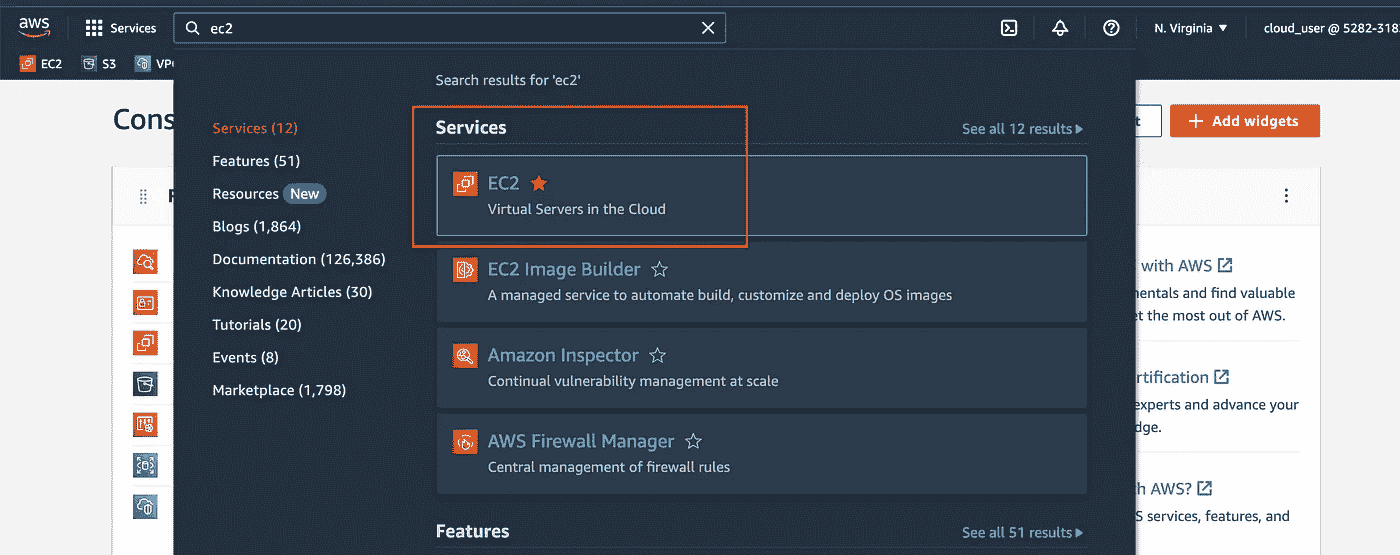 aws
Services
ec2
N. Virginia
cloud_user @ 5282-318
EC2
S3
VPC
Search results for 'ec2'
Cons
Services (12)
Features (51)
Resources New
Blogs (1,864)
Documentation (126,386)
Knowledge Articles (30)
Tutorials (20)
Events (8)
Marketplace (1,798)
Services
See all 12 results
EC2
Virtual Servers in the Cloud
EC2 Image Builder
A managed service to automate build, customize and deploy OS images
Amazon Inspector
Continual vulnerability management at scale
AWS Firewall Manager
Central management of firewall rules
Features
See all 51 results
t
+ Add widgets
with AWS
mentals and find valuable
et the most out of AWS.
rtification
experts and advance your
dge.
h AWS?
S services, features, and